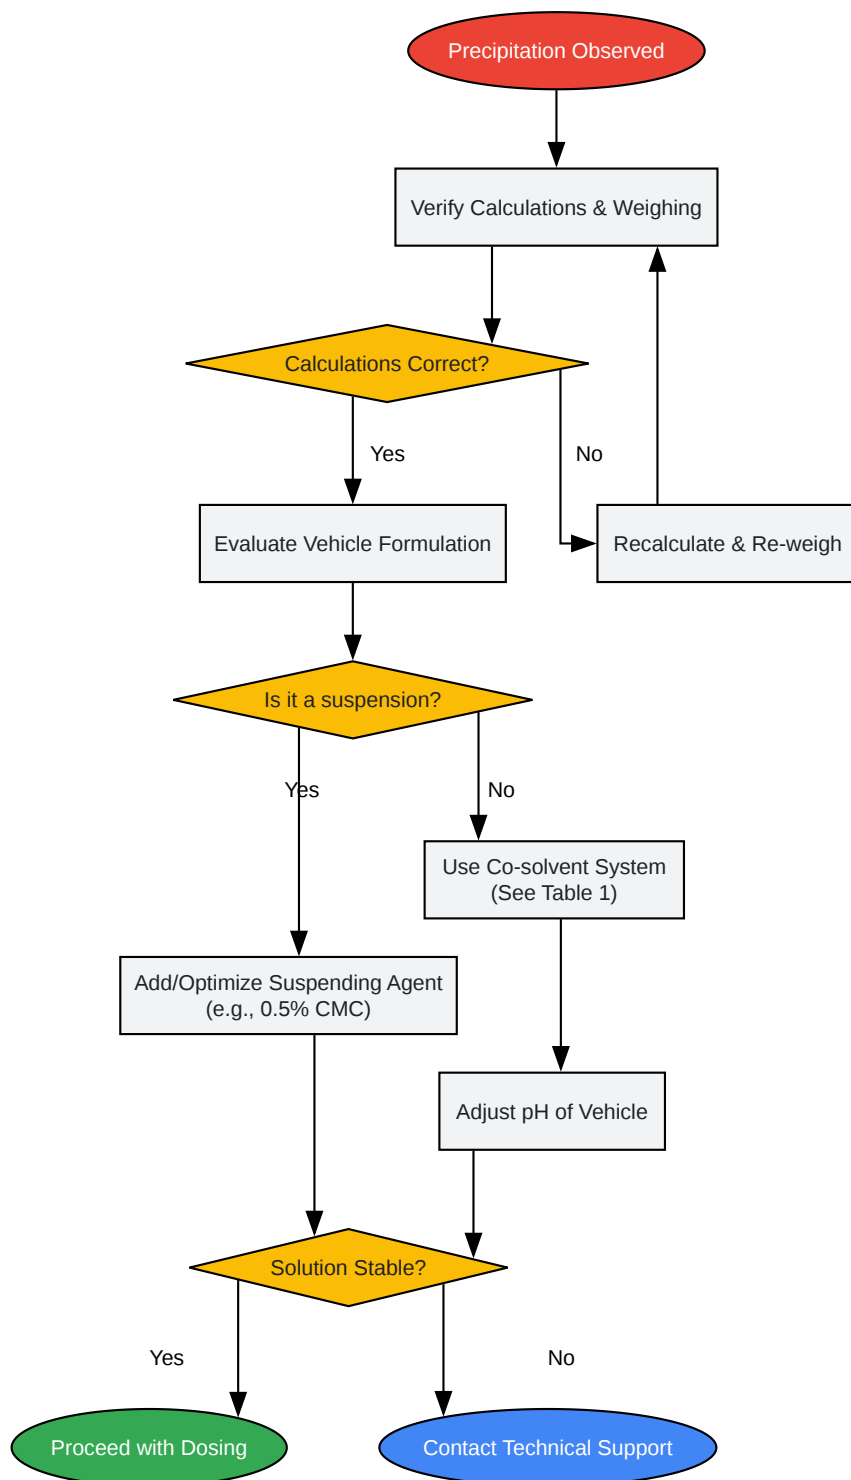 Precipitation Observed
Verify Calculations & Weighing
Calculations Correct?
Yes
No
Evaluate Vehicle Formulation
Recalculate & Re-weigh
Is it a suspension?
Yes
No
Use Co-solvent System
(See Table 1)
Add/Optimize Suspending Agent
(e.g., 0.5% CMC)
Adjust pH of Vehicle
Solution Stable?
Yes
No
Proceed with Dosing
Contact Technical Support